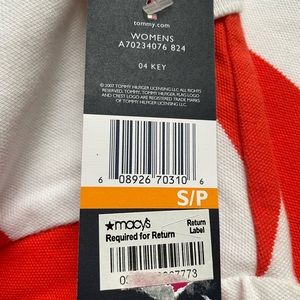 tommy.com
WOMENS
A70234076 824
04 KEY
© 2007 TOMMY HILFIGER LICENSING LLC. ALL
RIGHTS RESERVED. TOMMY HILFIGER, FLAG LOGO
AND CREST LOGO ARE REGISTERED TRADE MARKS
OF TOMMY HILFIGER LICENSING LLC.
6 08926 70310 6
S/P
★macy's
Return
Required for Return
Label
7773